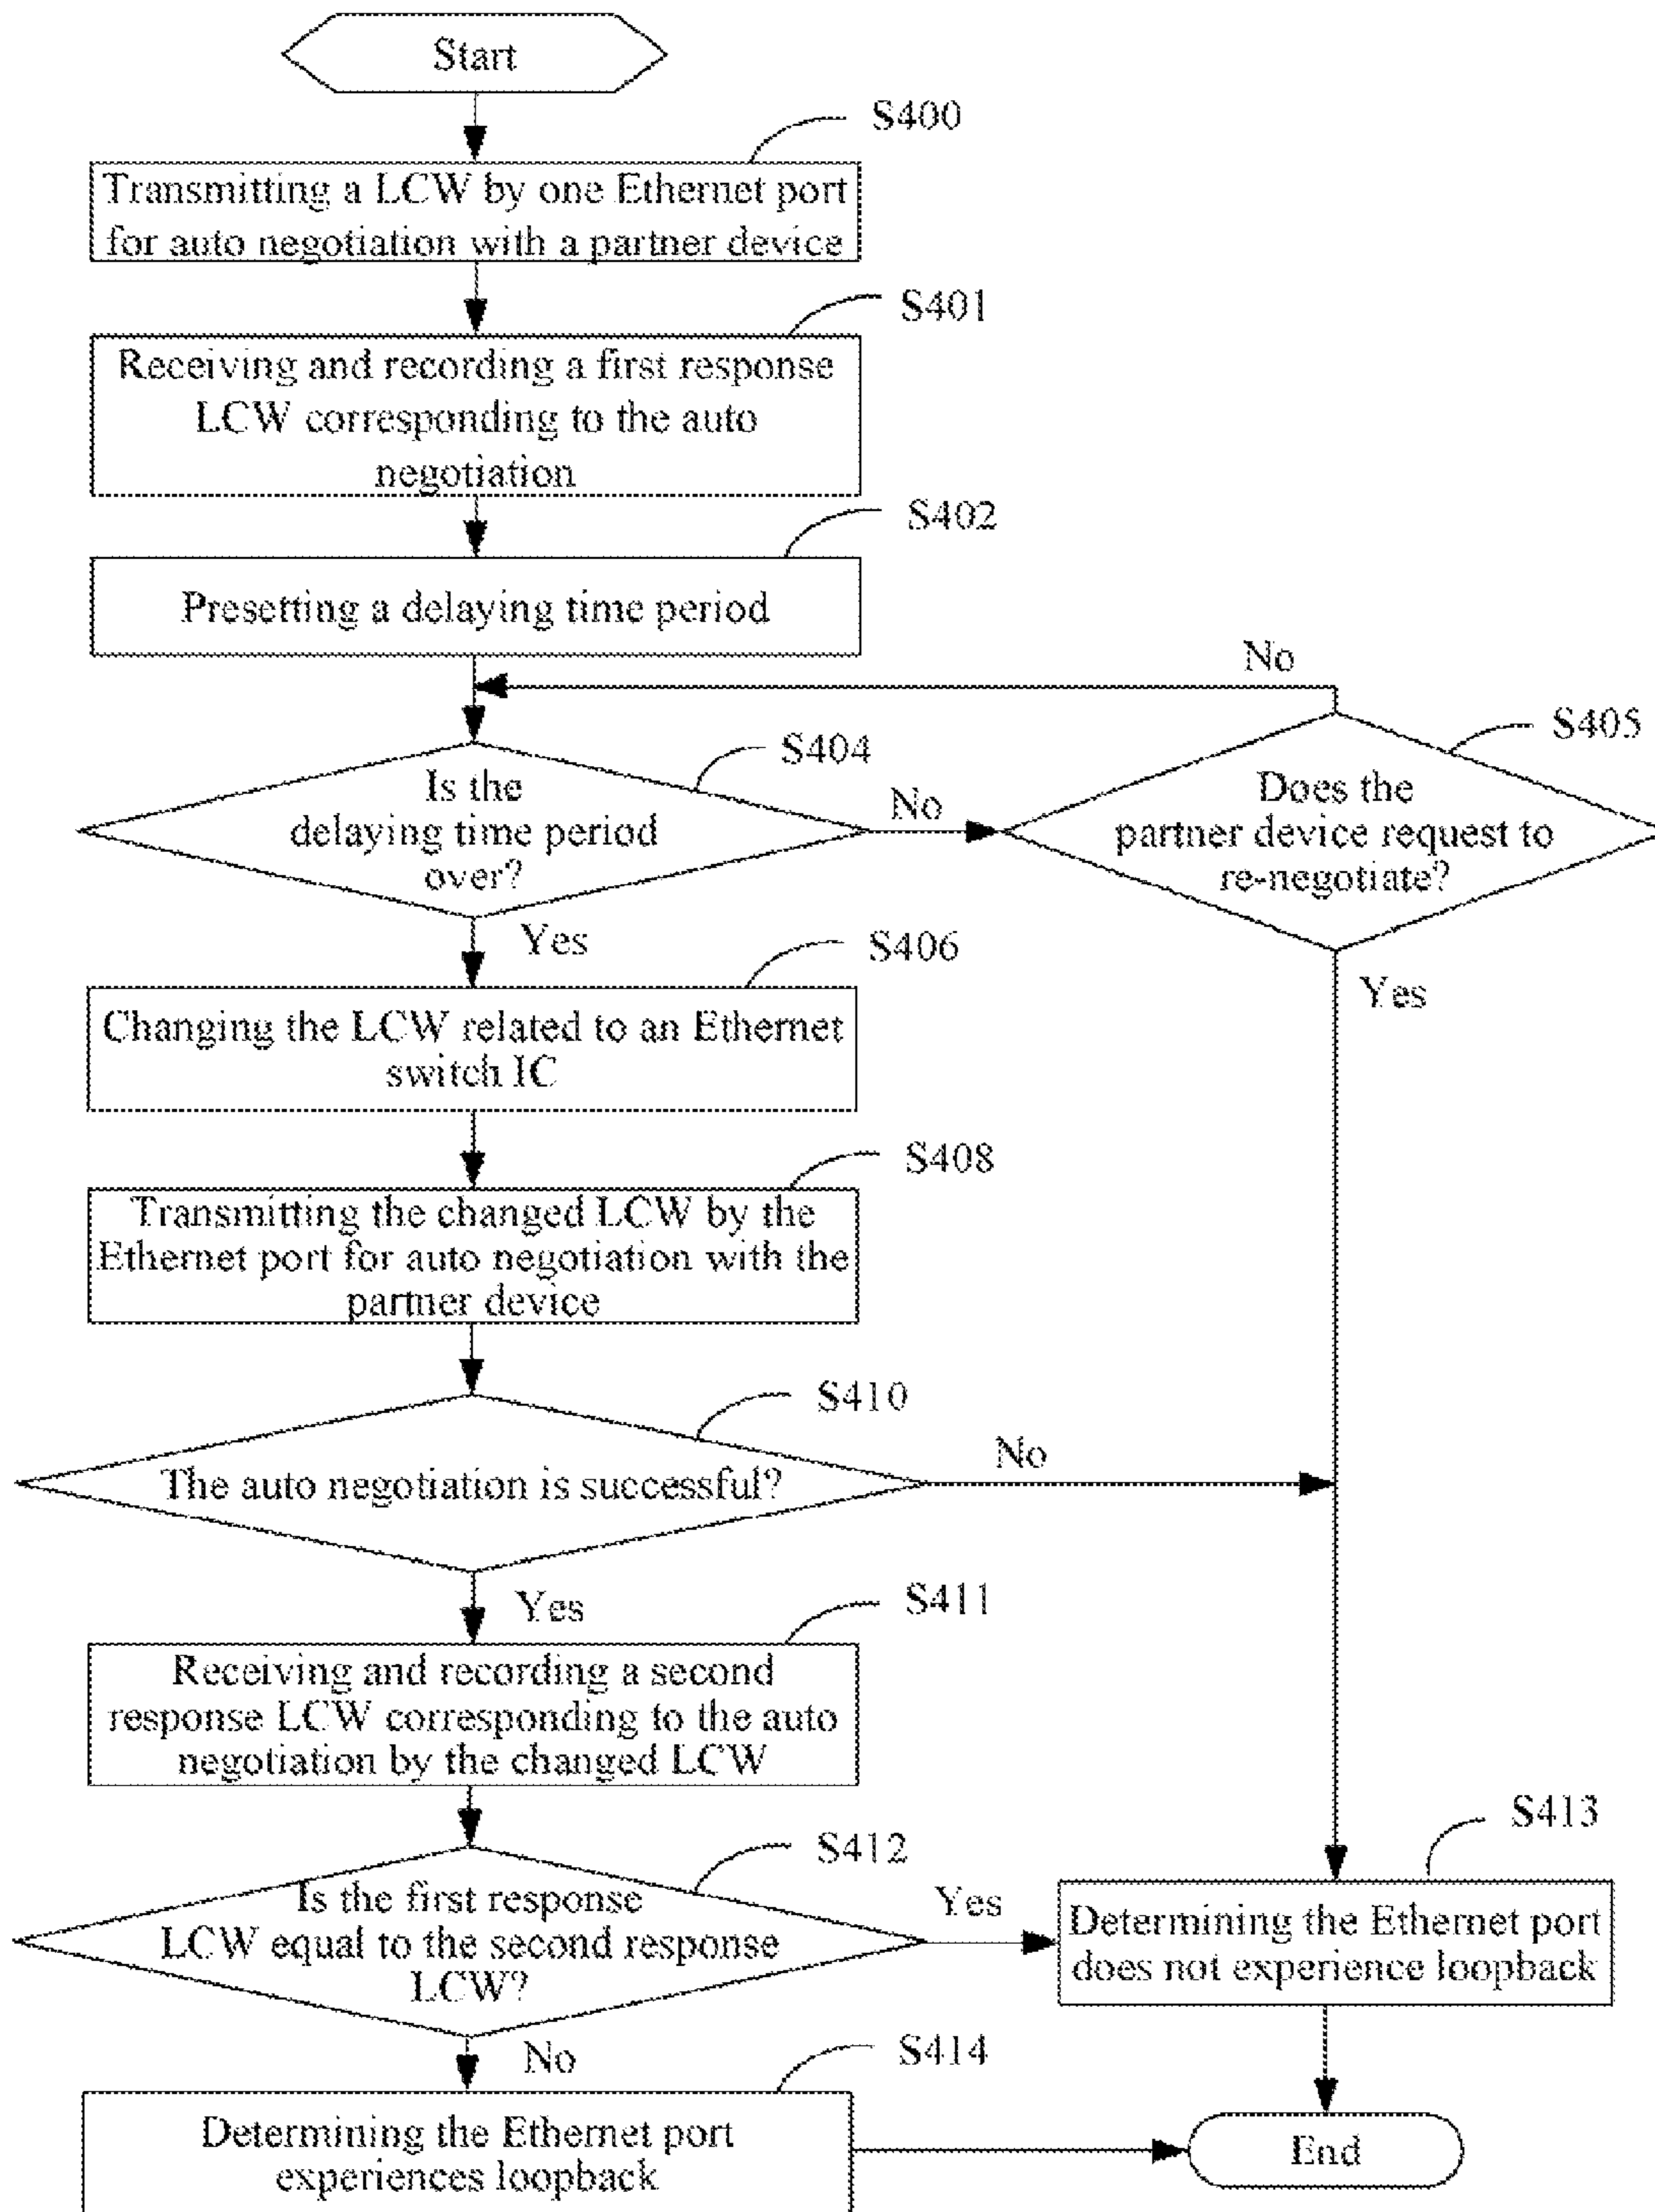 Start
S400
Transmitting a LCW by one Ethernet port
for auto negotiation with a partner device
S401
Receiving and recording a first response
LCW corresponding to the auto
negotiation
S402
Presetting a delaying time period
No
S404
S405
Is the
delaying time period
over?
No
Does the
partner device request to
re-negotiate?
Yes
Yes
S406
Changing the LCW related to an Ethernet
switch IC
S408
Transmitting the changed LCW by the
Ethernet port for auto negotiation with the
partner device
S410
The auto negotiation is successful?
No
Yes
S411
Receiving and recording a second
response LCW corresponding to the auto
negotiation by the changed LCW
S412
S413
Is the first response
LCW equal to the second response
LCW?
Yes
Determining the Ethernet port
does not experience loopback
No
S414
Determining the Ethernet port
experiences loopback
End